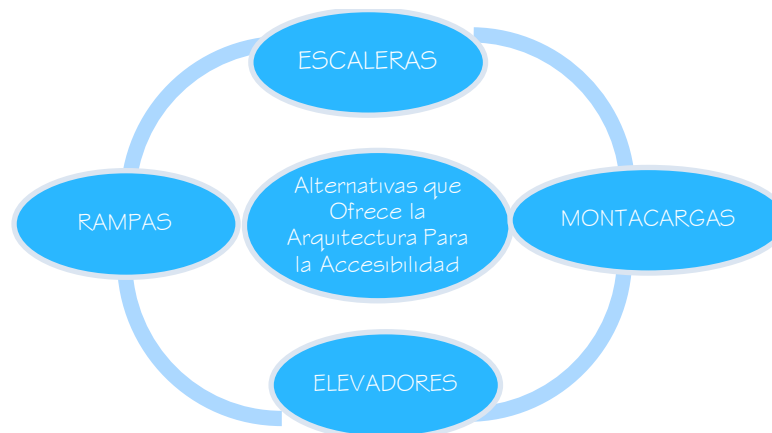 ESCALERAS
Alternativas que
Ofrece la
Arquitectura Para
la Accesibilidad
RAMPAS
MONTACARGAS
ELEVADORES